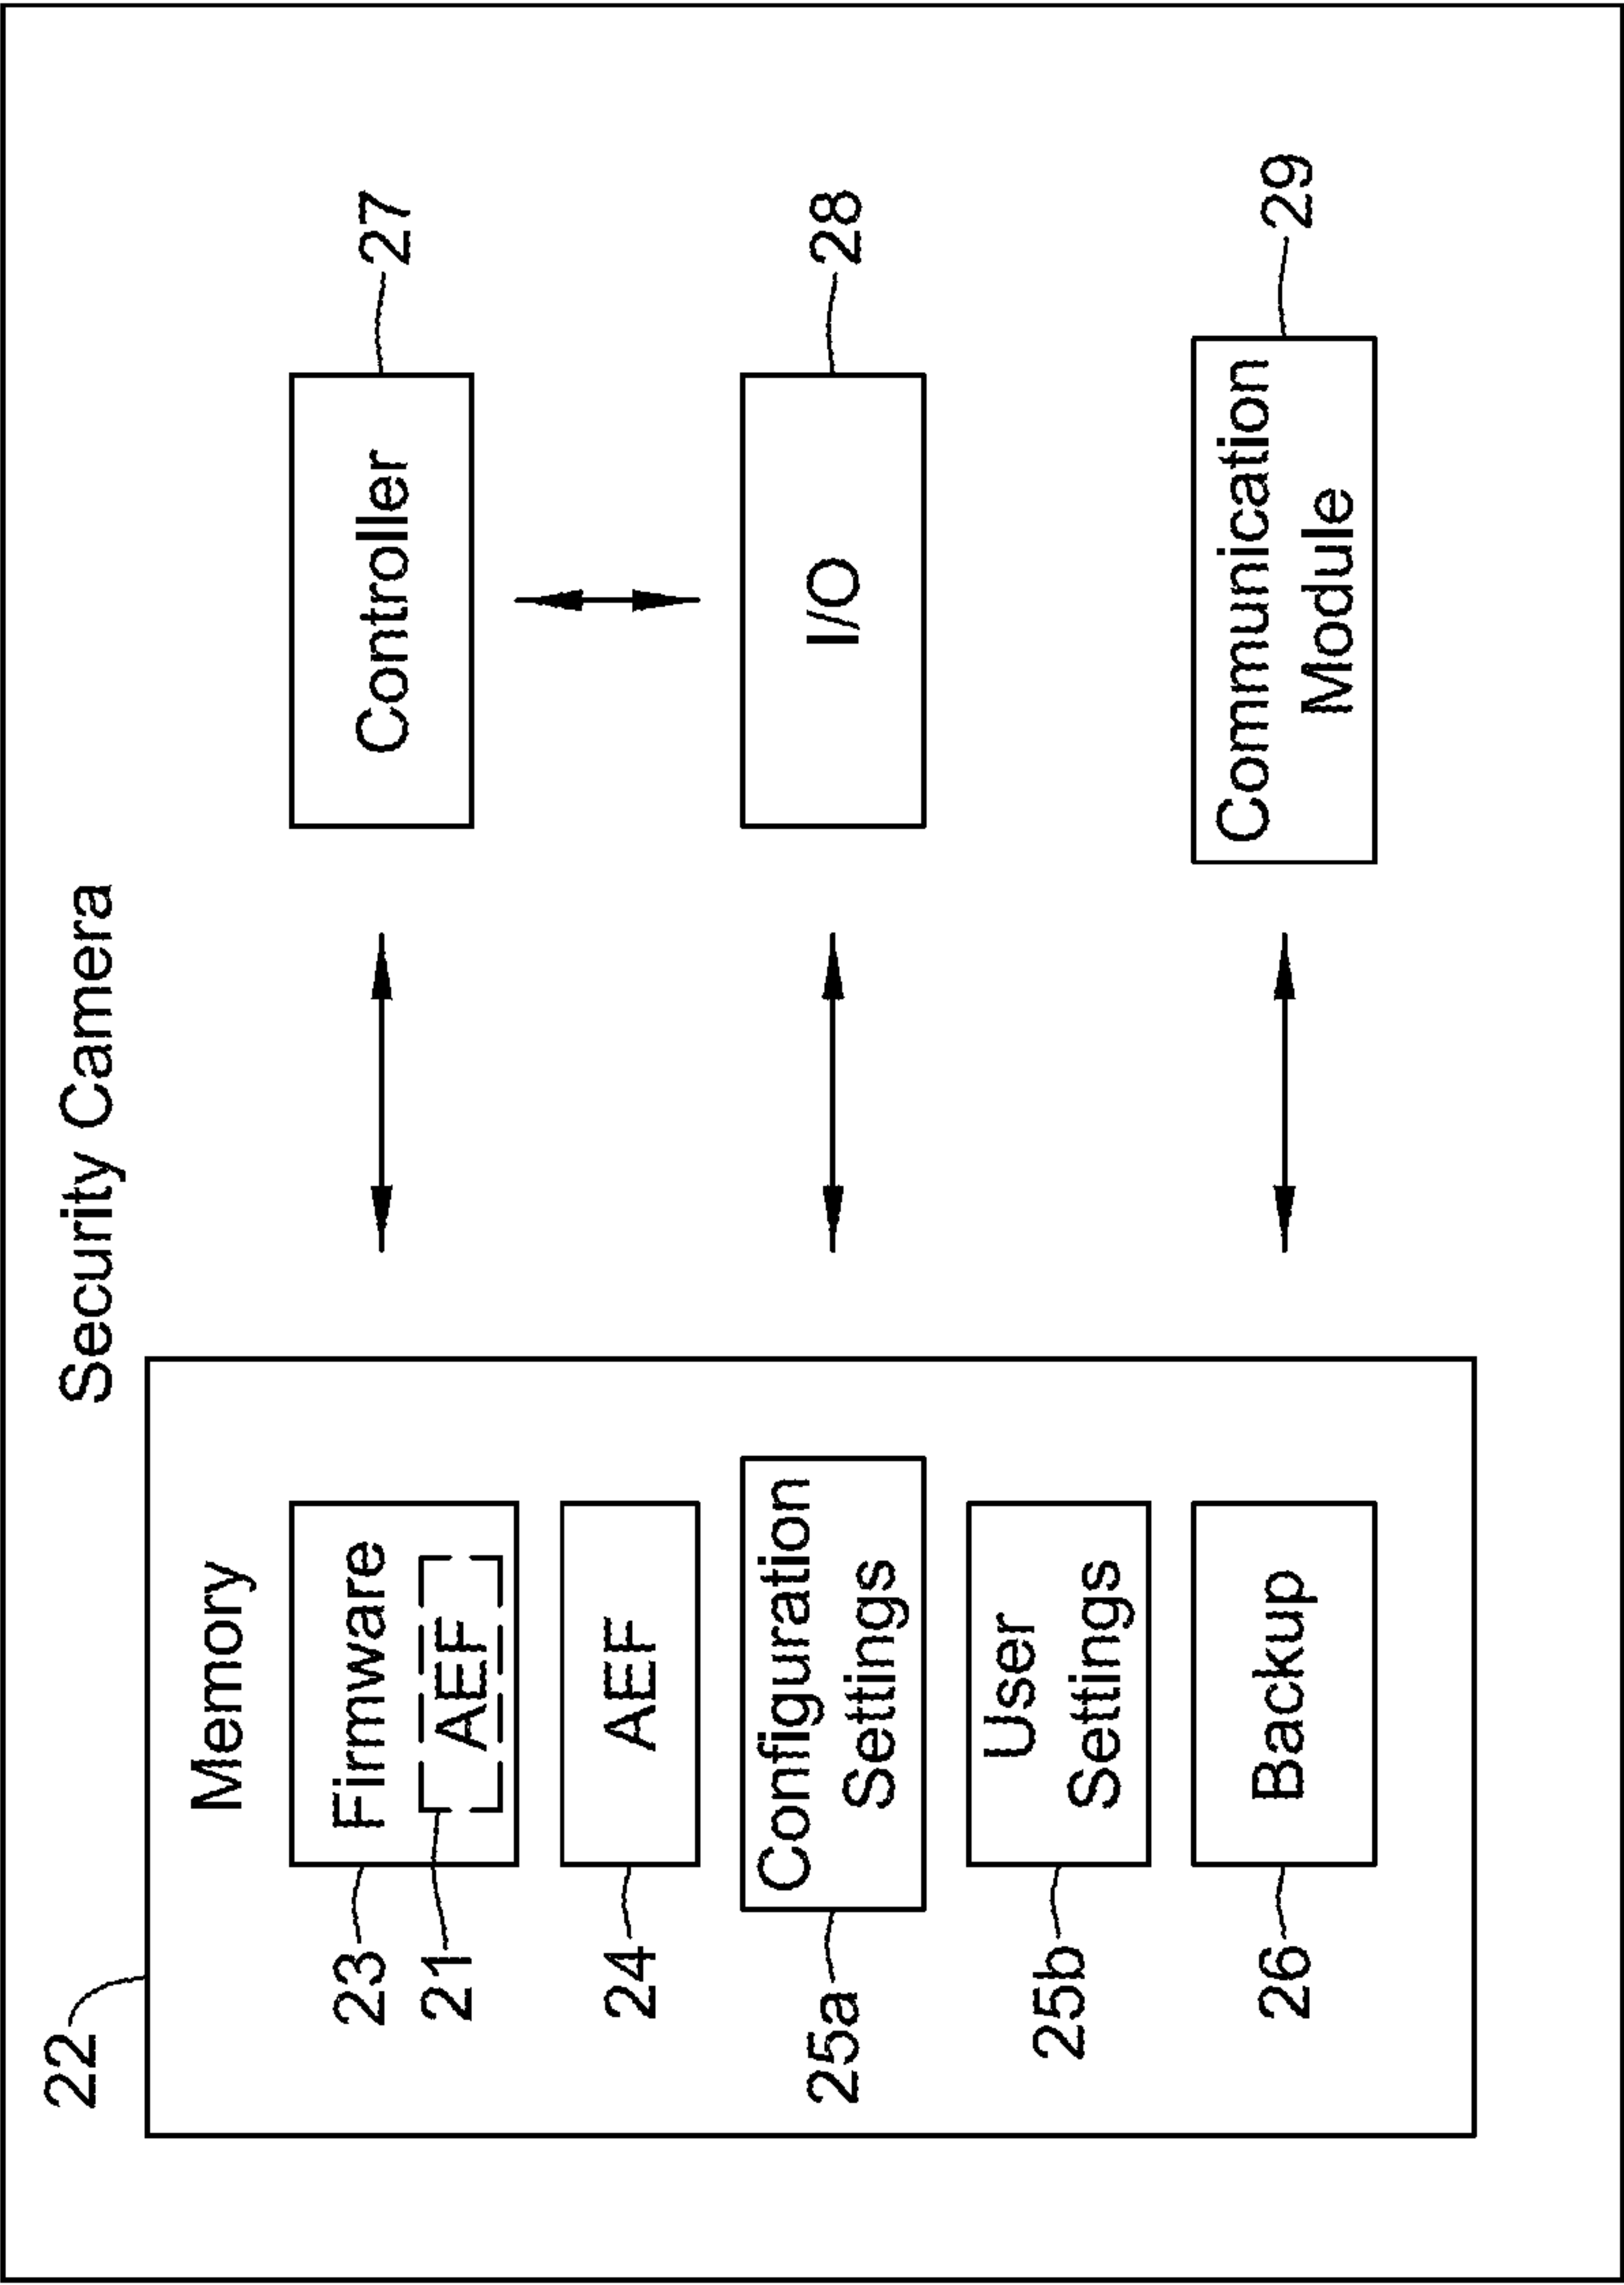 Security Camera
22
Memory
23
Firmware
21
AEF
24
AEF
25a
Configuration
Settings
25b
User
Settings
26
Backup
Controller
27
I/O
28
Communication
Module
29